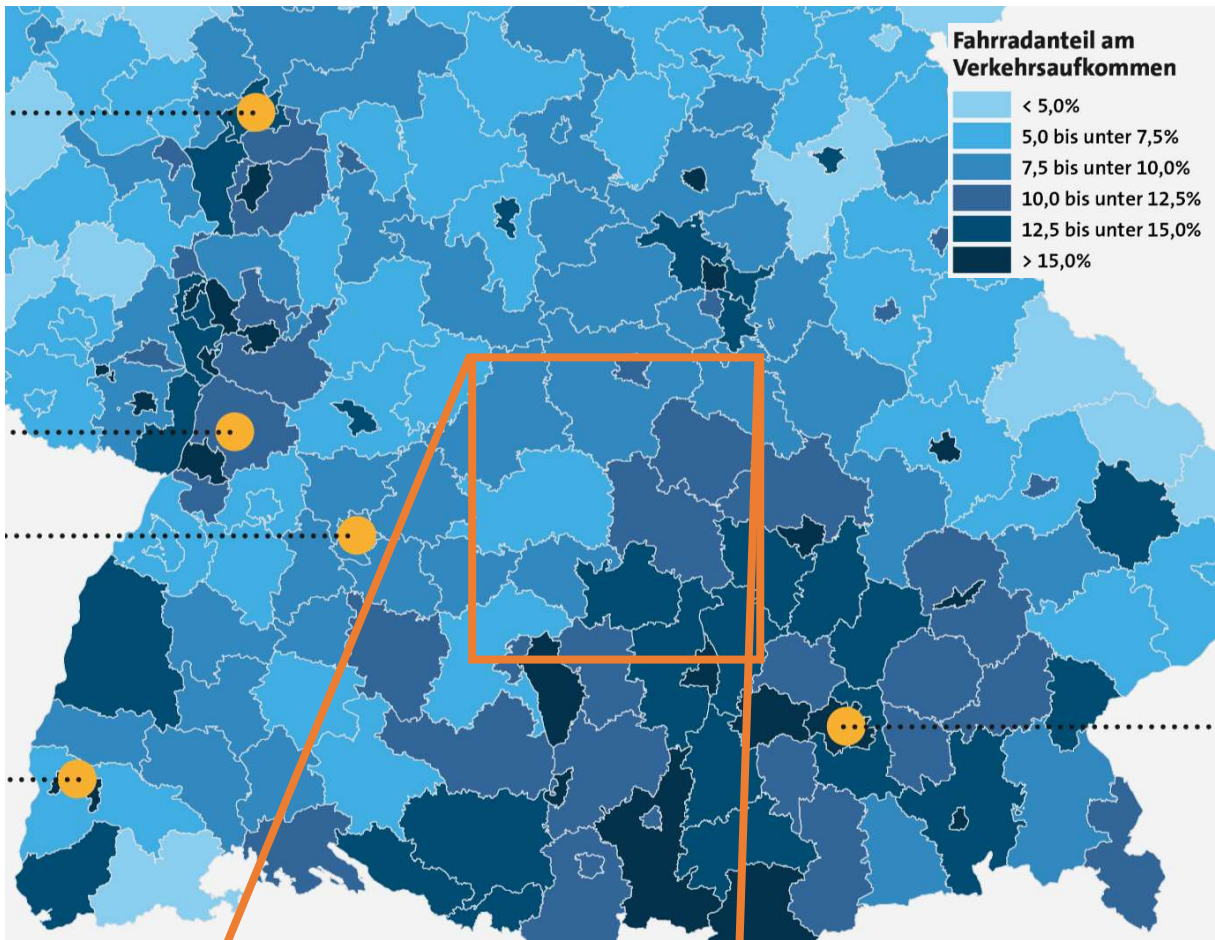 Fahrradanteil am
Verkehrsaufkommen
< 5,0%
5,0 bis unter 7,5%
7,5 bis unter 10,0%
10,0 bis unter 12,5%
12,5 bis unter 15,0%
> 15,0%